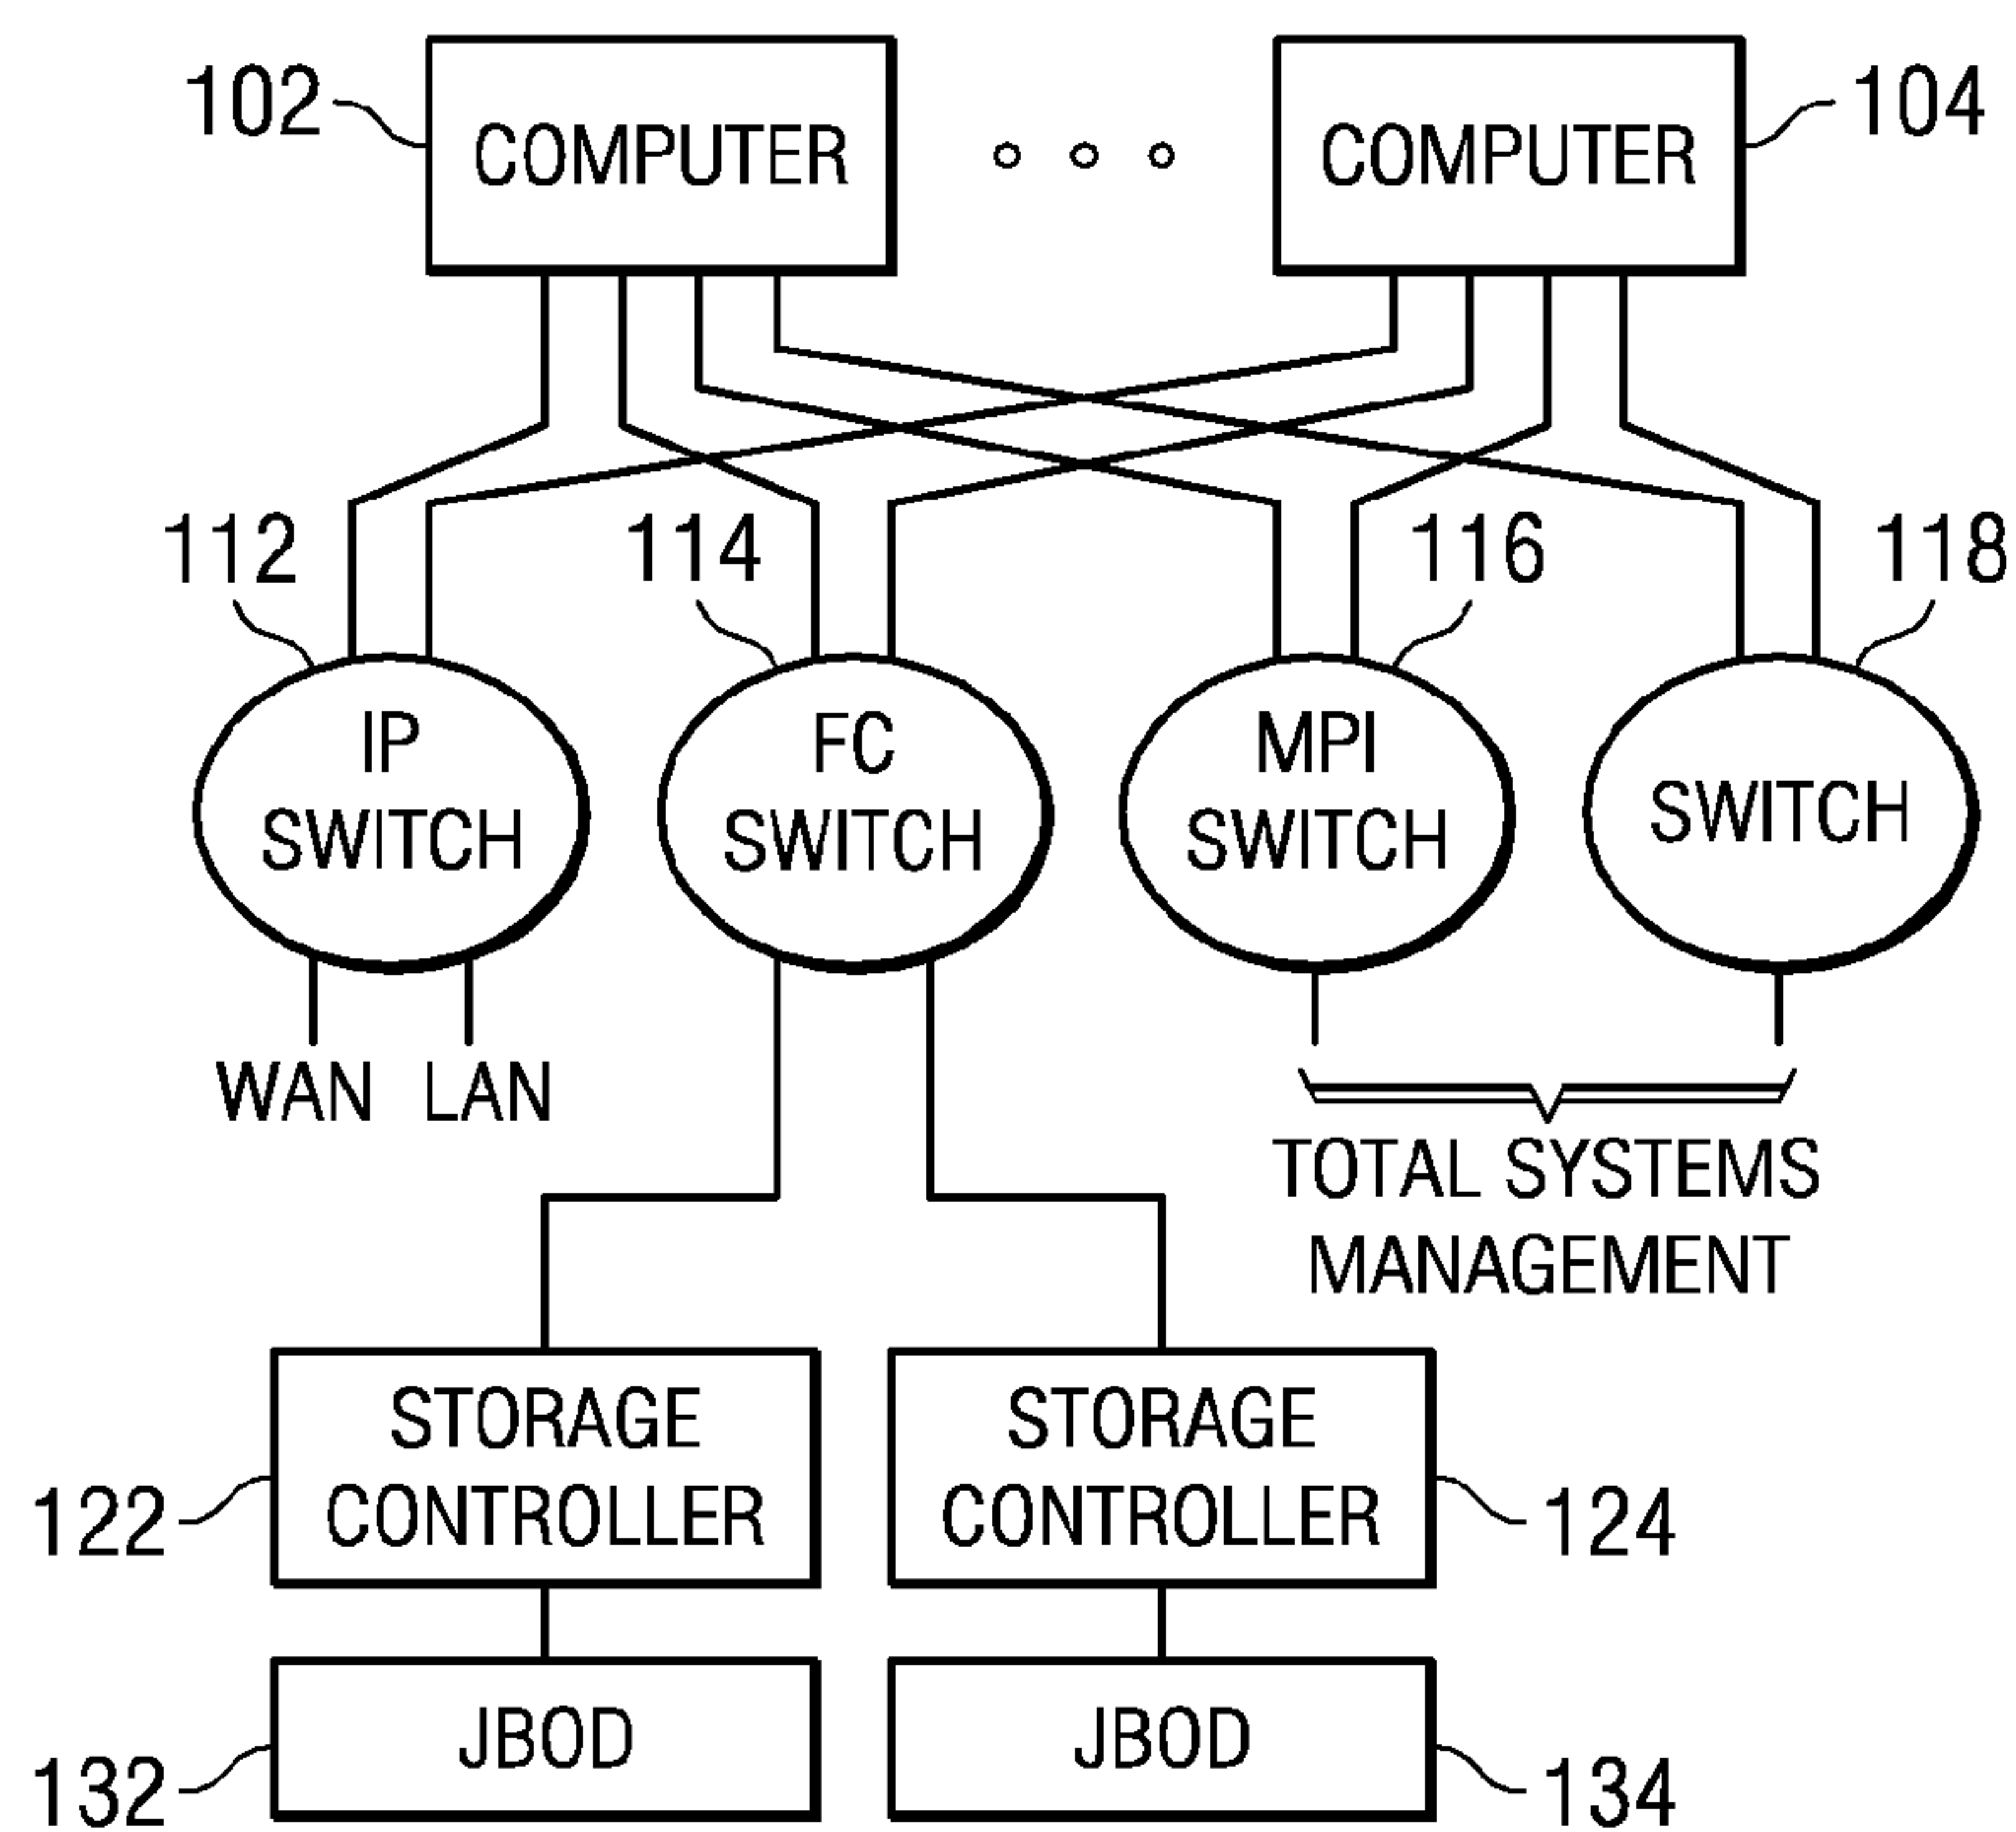 102 COMPUTER COMPUTER 104
112 114 116 118
IP FC MPI
SWITCH SWITCH SWITCH SWITCH
WAN LAN
TOTAL SYSTEMS
MANAGEMENT
STORAGE STORAGE
122 CONTROLLER CONTROLLER 124
JBOD JBOD
132 134